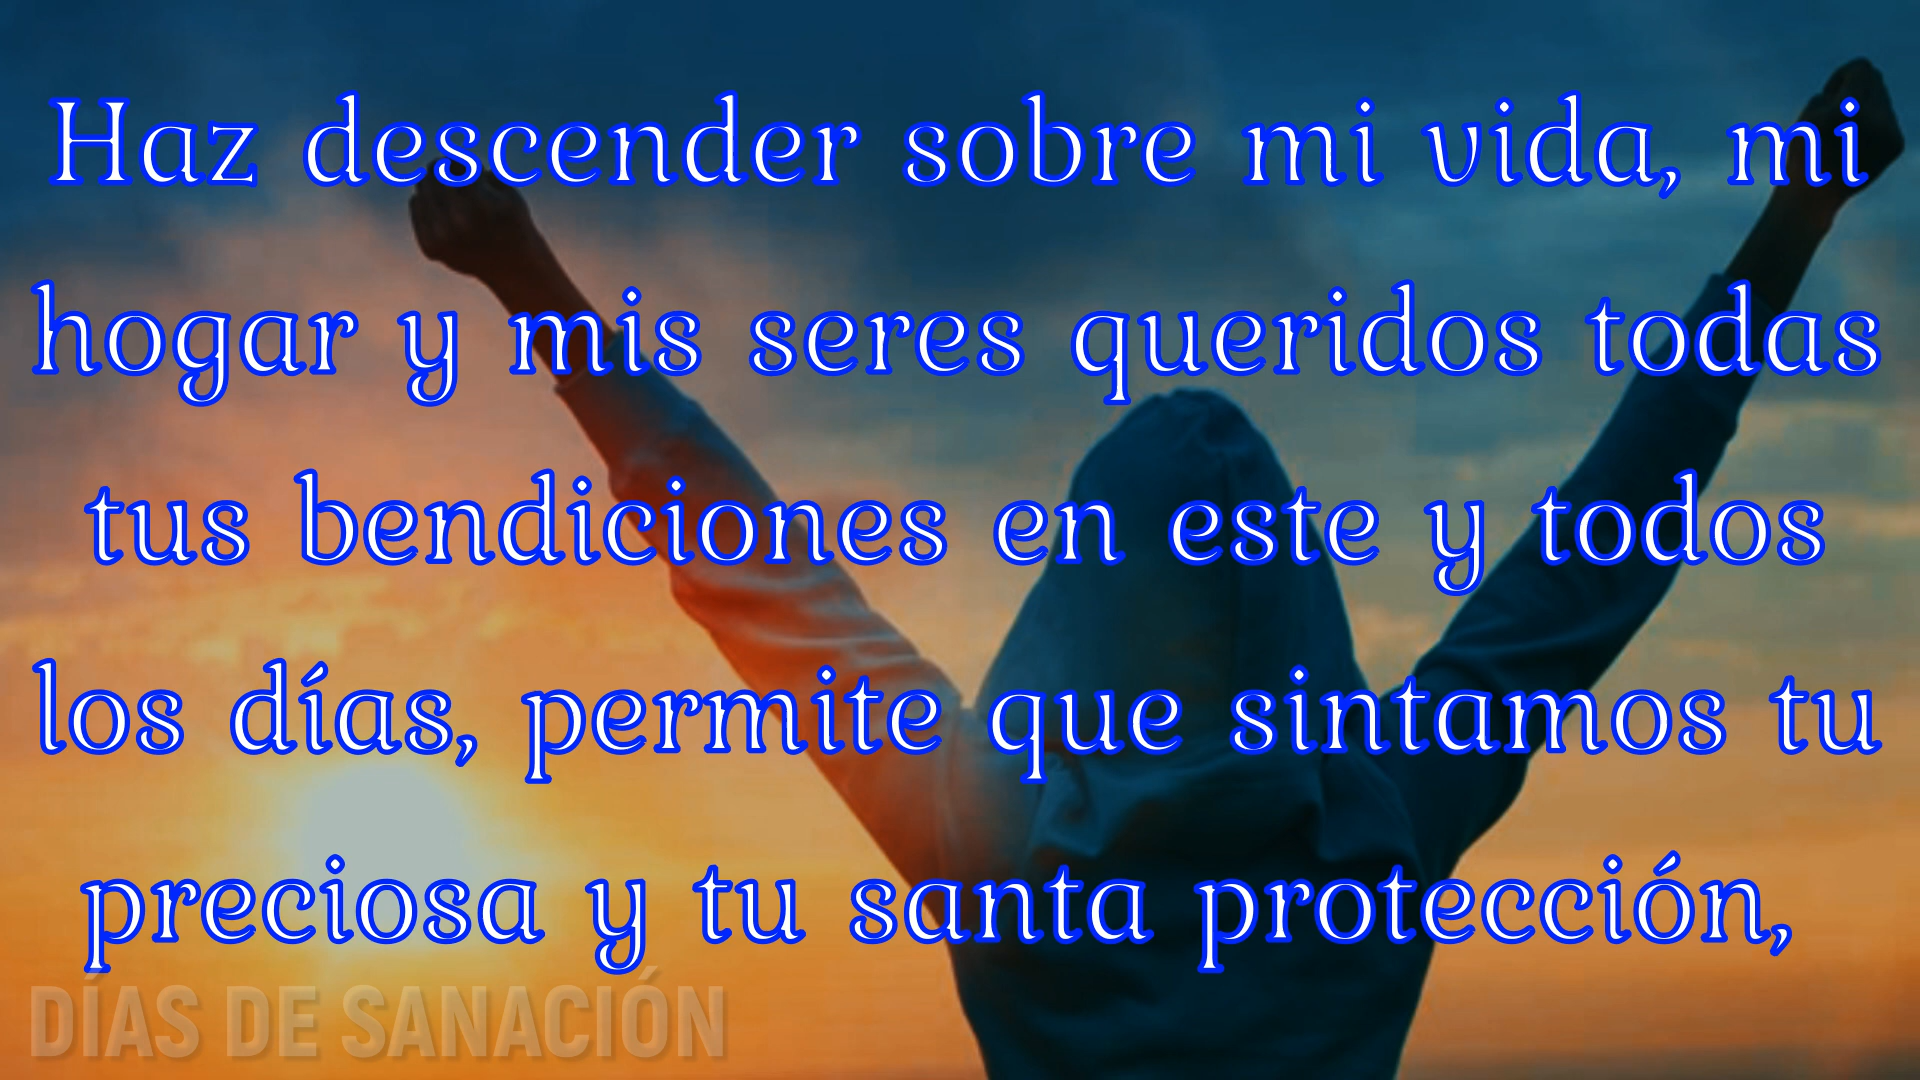 Haz descender sobre mi vida, mi
hogar y mis seres queridos todas
tus bendiciones en este y todos
los días, permite que sintamos tu
preciosa y tu santa protección,
DÍAS DE SANACIÓN